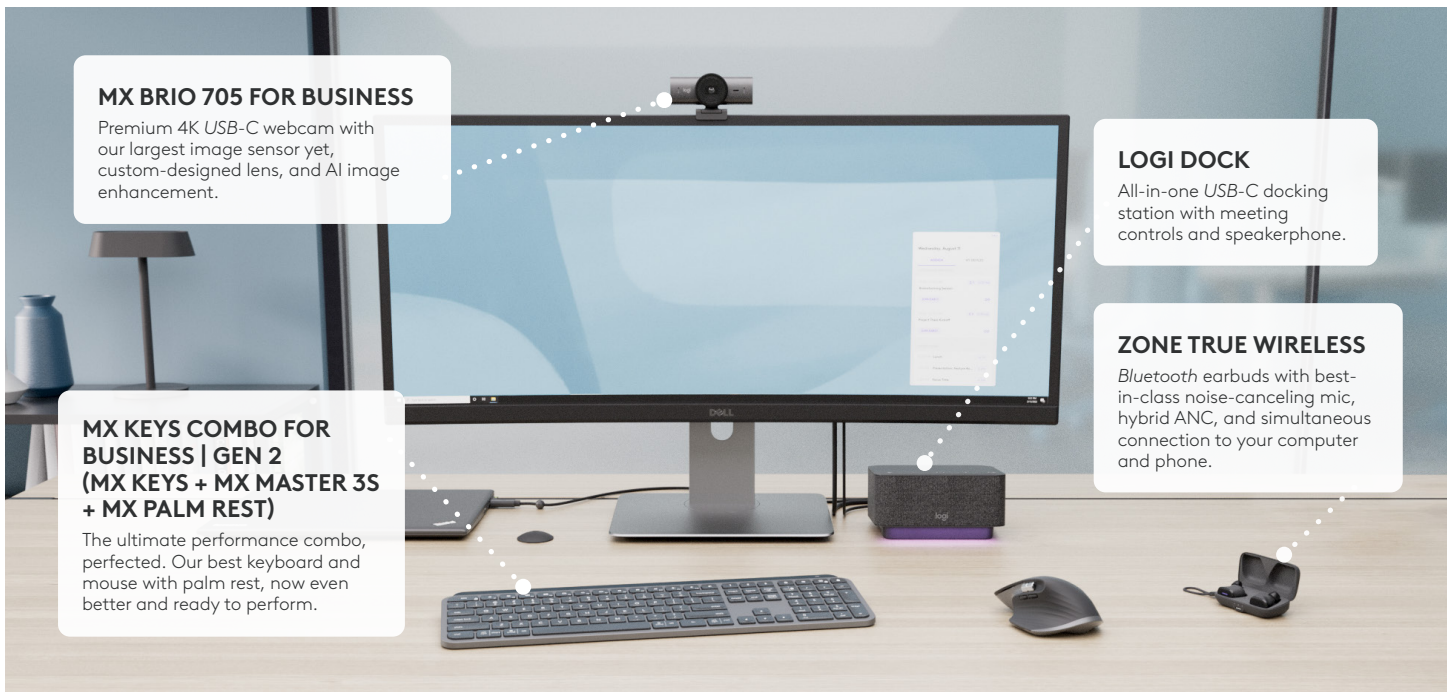 MX BRIO 705 FOR BUSINESS
Premium 4K USB-C webcam with
our largest image sensor yet,
custom-designed lens, and AI image
enhancement.
LOGI DOCK
All-in-one USB-C docking
station with meeting
controls and speakerphone.
ZONE TRUE WIRELESS
Bluetooth earbuds with best-
in-class noise-canceling mic,
hybrid ANC, and simultaneous
connection to your computer
and phone.
MX KEYS COMBO FOR
BUSINESS | GEN 2
(MX KEYS + MX MASTER 3S
+ MX PALM REST)
The ultimate performance combo,
perfected. Our best keyboard and
mouse with palm rest, now even
better and ready to perform.
DELL
logi